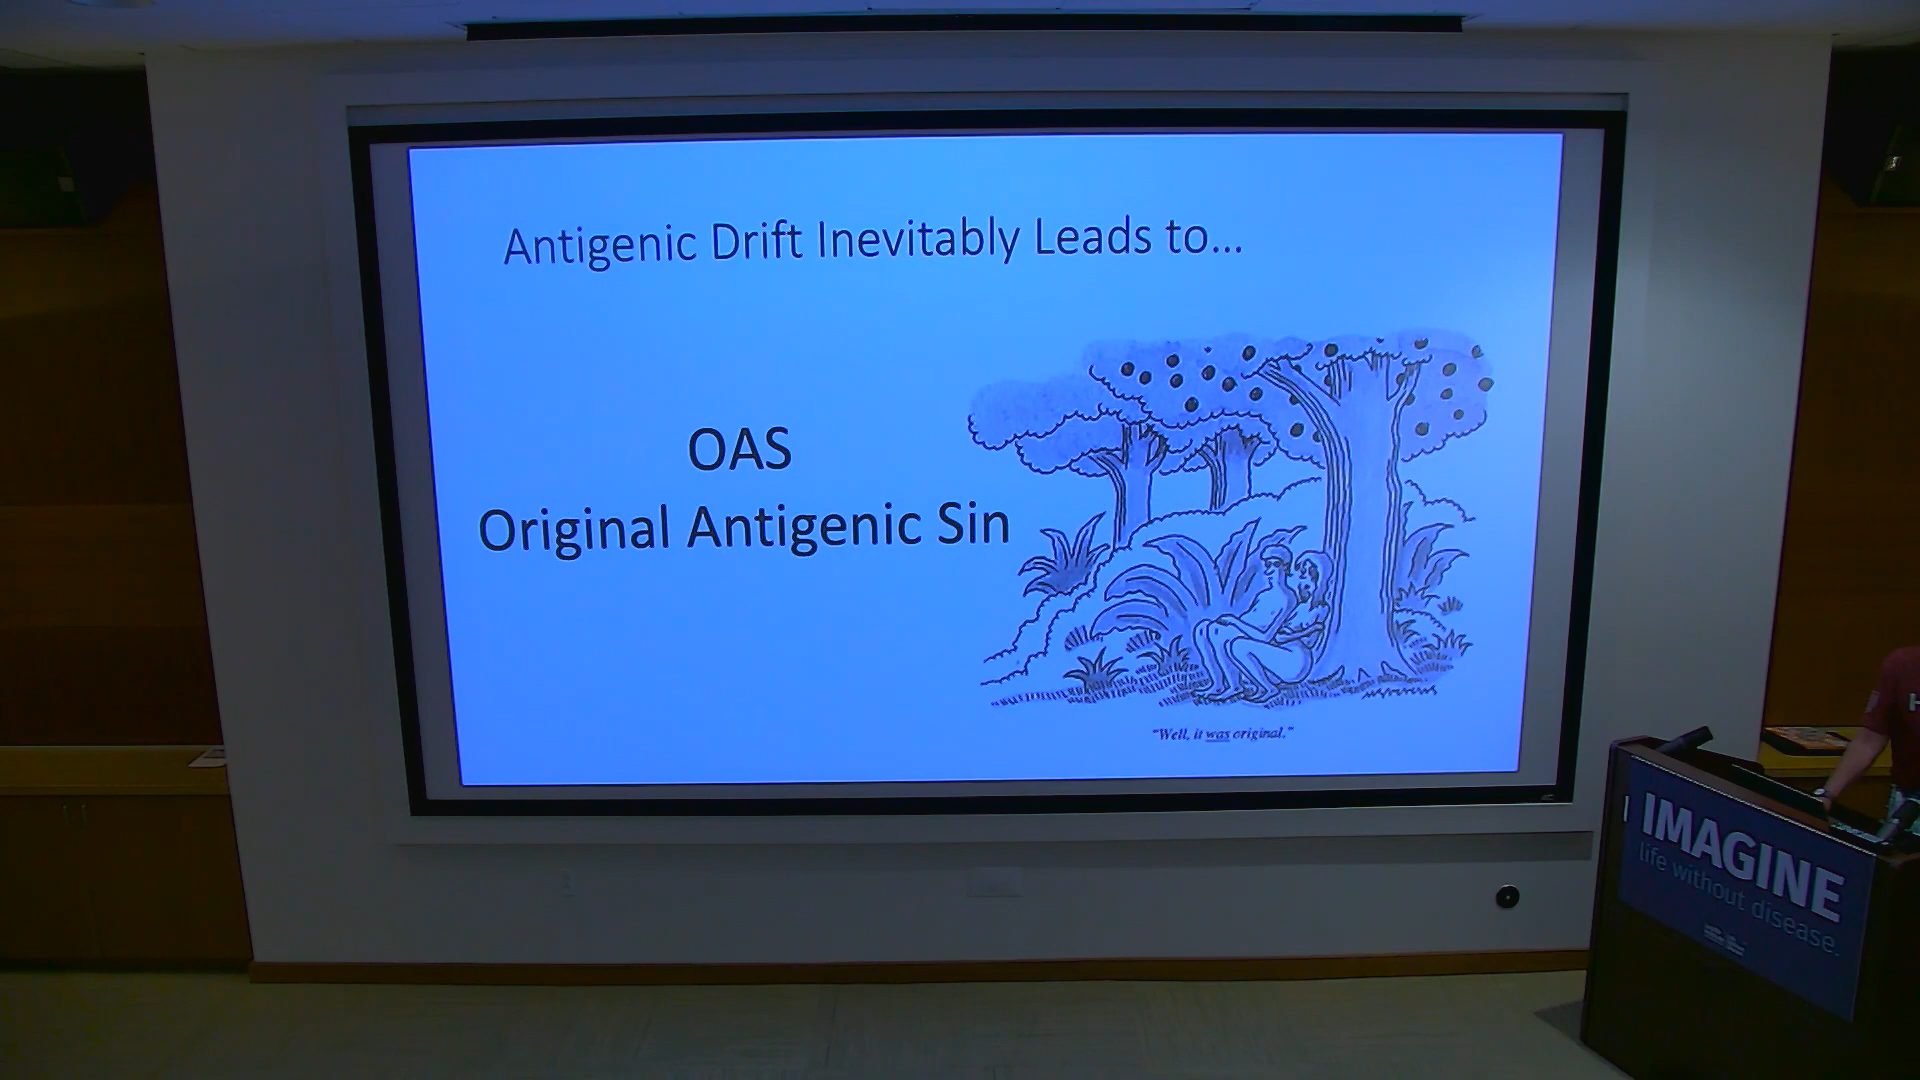 Antigenic Drift Inevitably Leads to...
OAS
Original Antigenic Sin
"Well, it was original."
IMAGINE
life without disease.